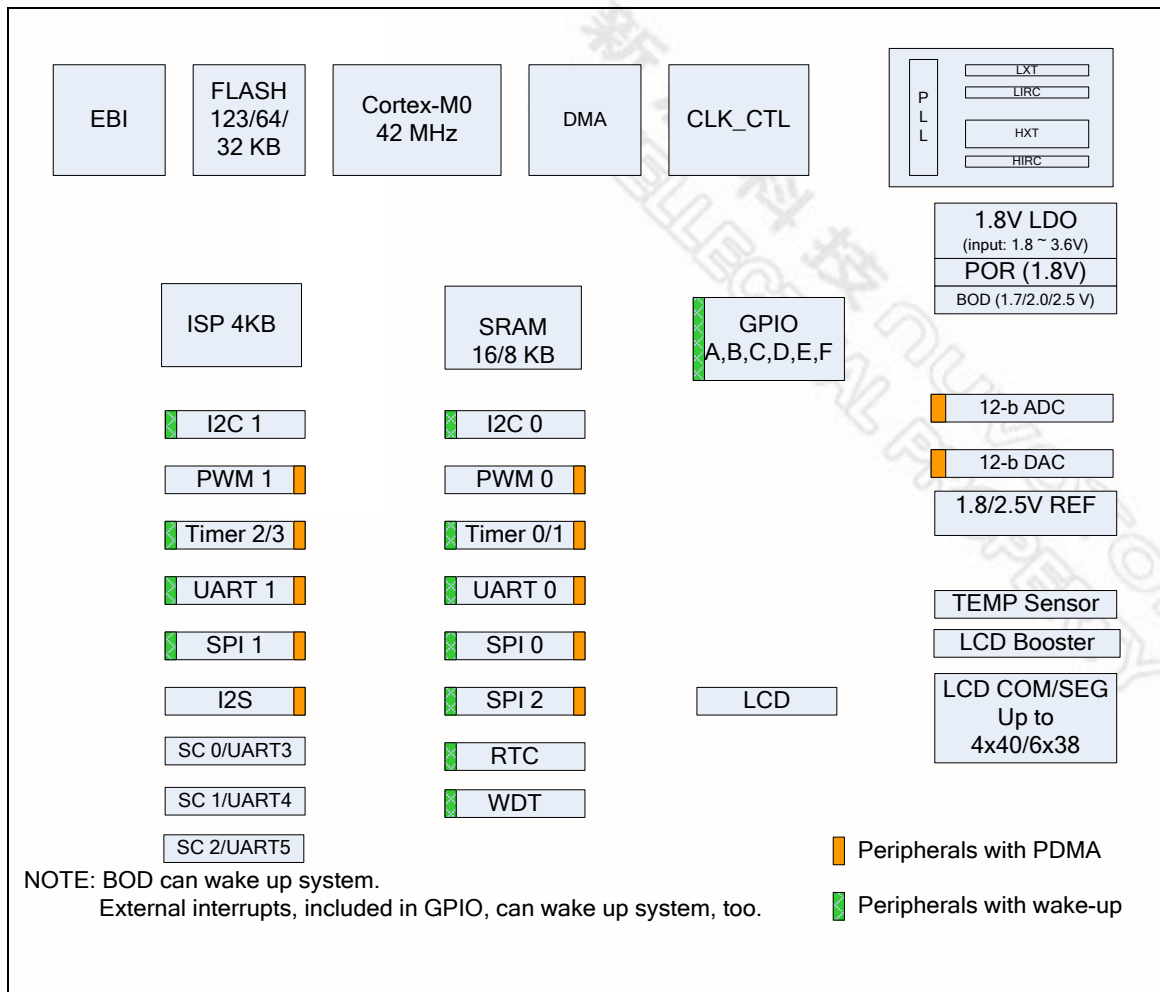 EBI
FLASH
123/64/
32 KB
Cortex-M0
42 MHz
DMA
CLK_CTL
P
L
L
LXT
LIRC
HXT
HIRC
1.8V LDO
(input: 1.8 ~ 3.6V)
POR (1.8V)
BOD (1.7/2.0/2.5 V)
ISP 4KB
SRAM
16/8 KB
GPIO
A,B,C,D,E,F
I2C 1
I2C 0
12-b ADC
PWM 1
PWM 0
12-b DAC
1.8/2.5V REF
Timer 2/3
Timer 0/1
UART 1
UART 0
TEMP Sensor
SPI 1
SPI 0
LCD Booster
I2S
SPI 2
LCD
LCD COM/SEG
Up to
4x40/6x38
SC 0/UART3
RTC
SC 1/UART4
WDT
SC 2/UART5
Peripherals with PDMA
NOTE: BOD can wake up system.
External interrupts, included in GPIO, can wake up system, too.
Peripherals with wake-up
新
科技 nuvoTon
ELLECTUAL PROPERTY